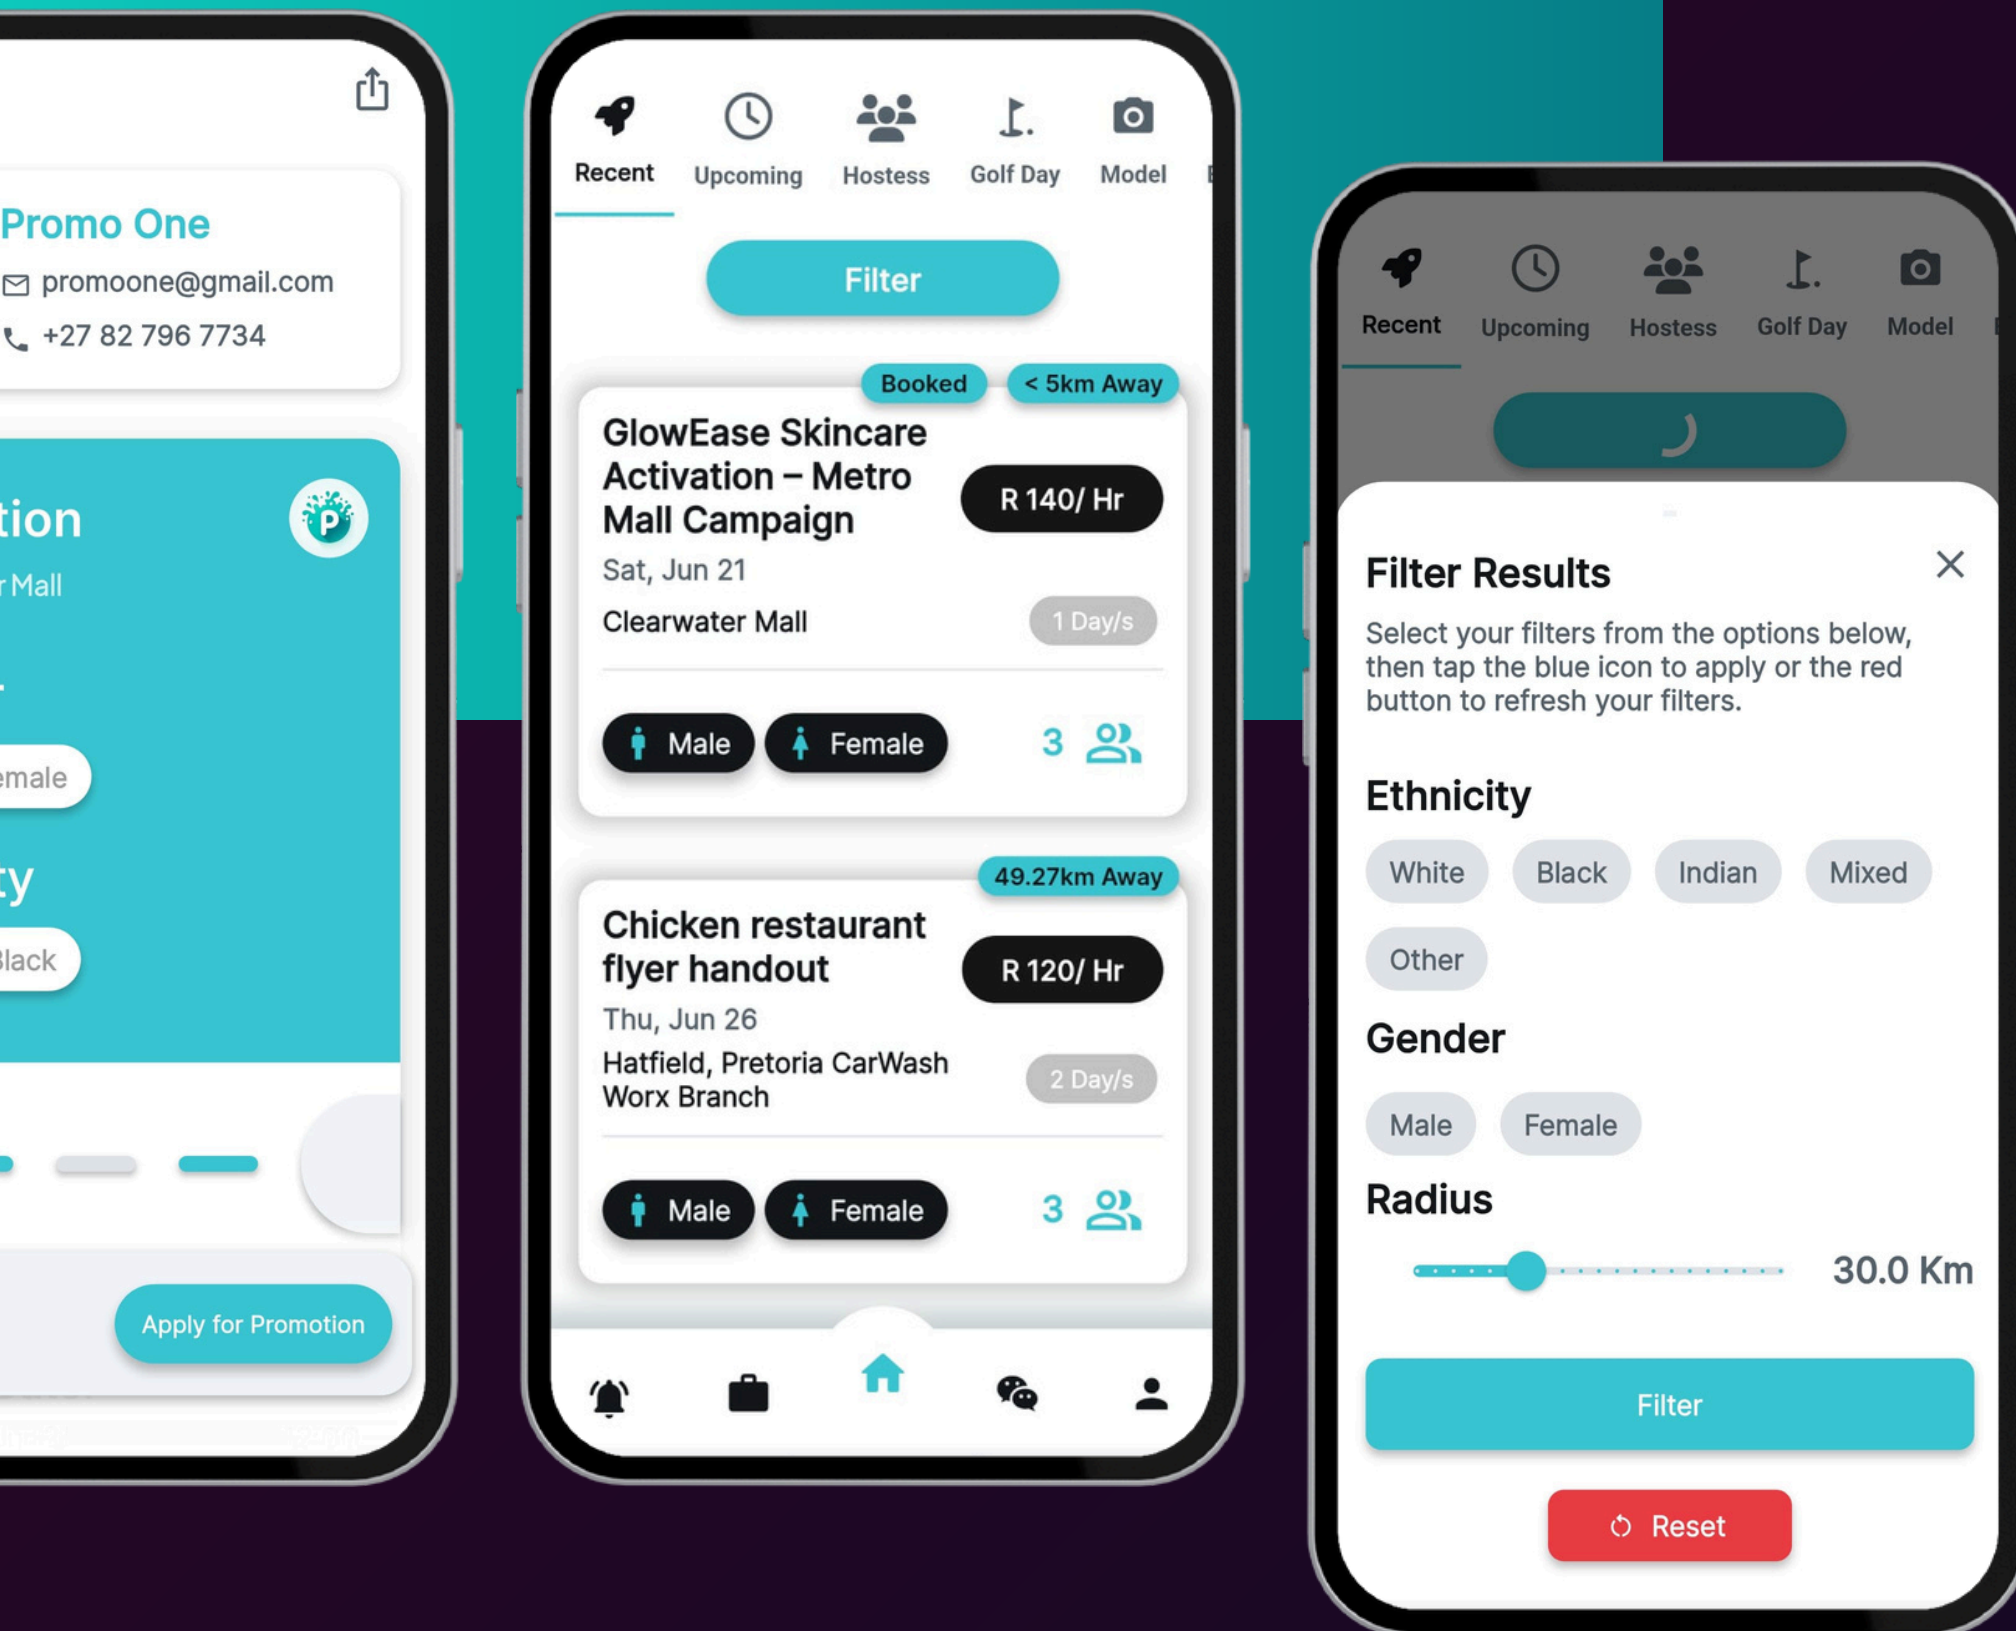 Promo One
promoone@gmail.com
+27 82 796 7734
P
Mall
Apply for Promotion
Recent
Upcoming
Hostess
Golf Day
Model
Filter
Booked
< 5km Away
GlowEase Skincare
Activation – Metro
Mall Campaign
R 140/ Hr
Sat, Jun 21
Clearwater Mall
1 Day/s
Male
Female
3
49.27km Away
Chicken restaurant
flyer handout
R 120/ Hr
Thu, Jun 26
Hatfield, Pretoria CarWash
Worx Branch
2 Day/s
Male
Female
3
Recent
Upcoming
Hostess
Golf Day
Model
Filter Results
Select your filters from the options below,
then tap the blue icon to apply or the red
button to refresh your filters.
Ethnicity
White
Black
Indian
Mixed
Other
Gender
Male
Female
Radius
30.0 Km
Filter
Reset